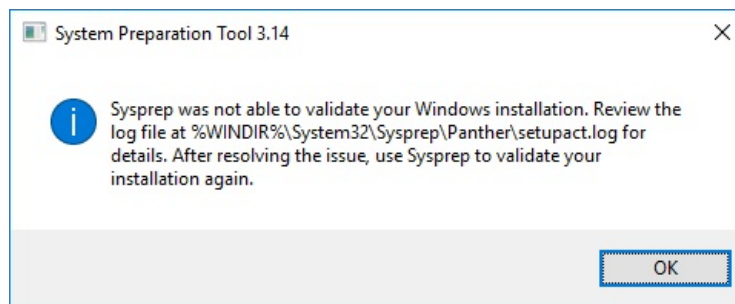 System Preparation Tool 3.14
Sysprep was not able to validate your Windows installation. Review the
log file at %WINDIR%\System32\Sysprep\Panther\setupact.log for
details. After resolving the issue, use Sysprep to validate your
installation again.
OK